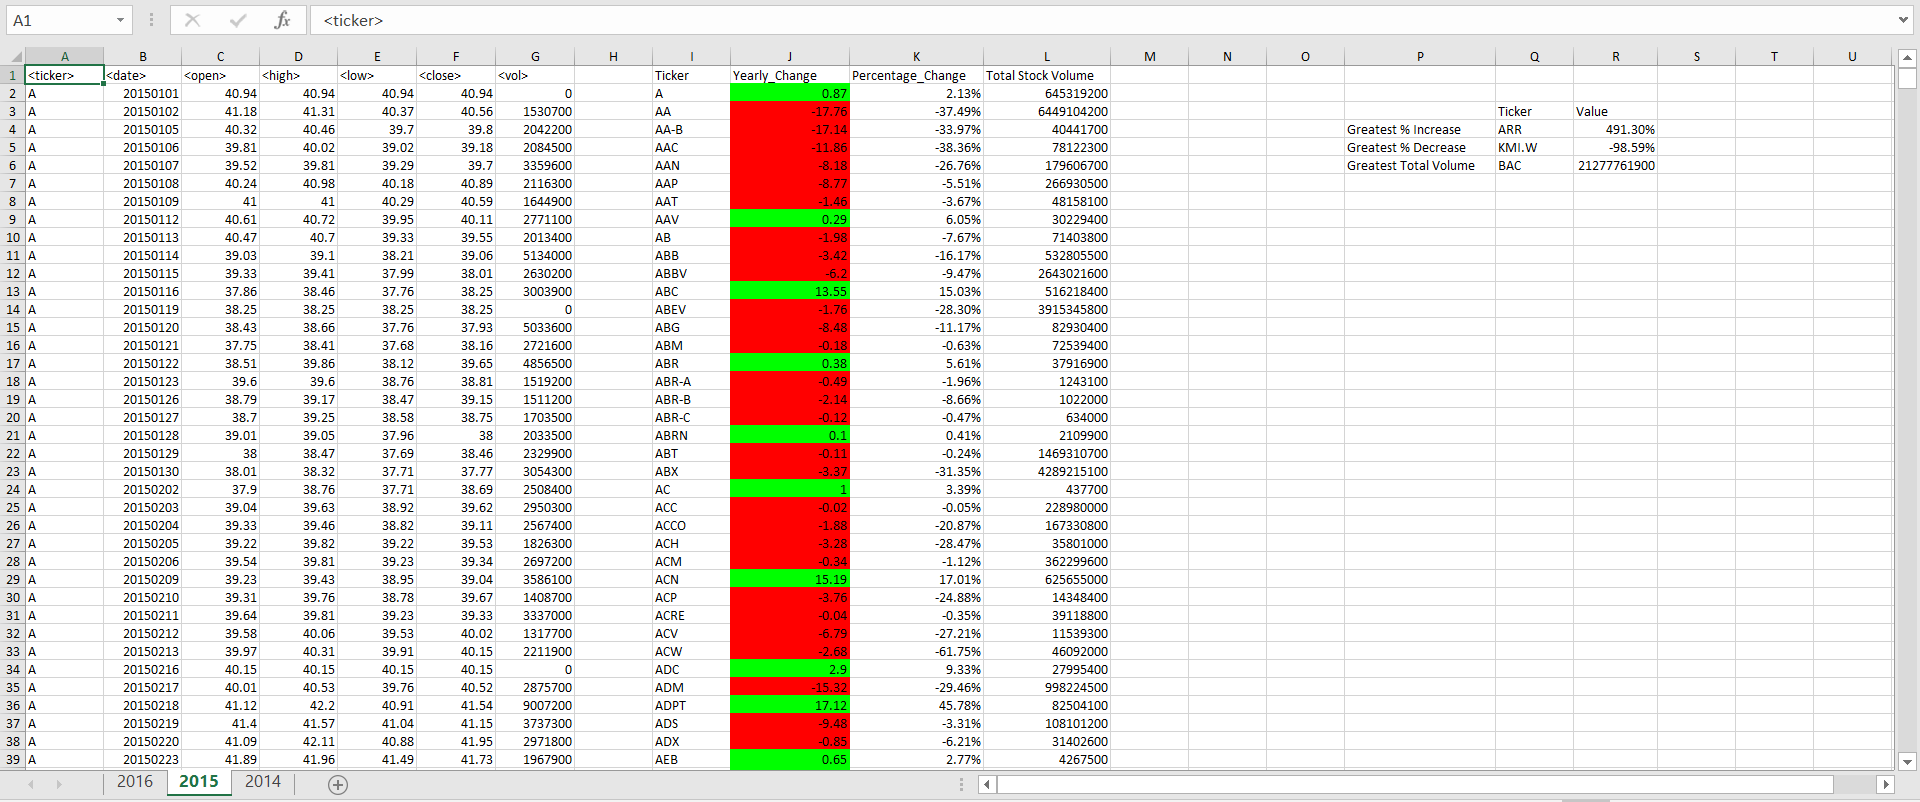 A1 fx <ticker>
A B C D E F G H I J K L M N O P Q R S T U
1 <ticker> <date> <open> <high> <low> <close> <vol> Ticker Yearly_Change Percentage_Change Total Stock Volume
2 A 20150101 40.94 40.94 40.94 40.94 0 A 0.87 2.13% 645319200
3 A 20150102 41.18 41.31 40.37 40.56 1530700 AA -17.76 -37.49% 6449104200 Ticker Value
4 A 20150105 40.32 40.46 39.7 39.8 2042200 AA-B -17.14 -33.97% 40441700 Greatest % Increase ARR 491.30%
5 A 20150106 39.81 40.02 39.02 39.18 2084500 AAC -11.86 -38.36% 78122300 Greatest % Decrease KMI.W -98.59%
6 A 20150107 39.52 39.81 39.29 39.7 3359600 AAN -8.18 -26.76% 179606700 Greatest Total Volume BAC 21277761900
7 A 20150108 40.24 40.98 40.18 40.89 2116300 AAP -8.77 -5.51% 266930500
8 A 20150109 41 41 40.29 40.59 1644900 AAT -1.46 -3.67% 48158100
9 A 20150112 40.61 40.72 39.95 40.11 2771100 AAV 0.29 6.05% 30229400
10 A 20150113 40.47 40.7 39.33 39.55 2013400 AB -1.98 -7.67% 71403800
11 A 20150114 39.03 39.1 38.21 39.06 5134000 ABB -3.42 -16.17% 532805500
12 A 20150115 39.33 39.41 37.99 38.01 2630200 ABBV -6.2 -9.47% 2643021600
13 A 20150116 37.86 38.46 37.76 38.25 3003900 ABC 13.55 15.03% 516218400
14 A 20150119 38.25 38.25 38.25 38.25 0 ABEV -1.76 -28.30% 3915345800
15 A 20150120 38.43 38.66 37.76 37.93 5033600 ABG -8.48 -11.17% 82930400
16 A 20150121 37.75 38.41 37.68 38.16 2721600 ABM -0.18 -0.63% 72539400
17 A 20150122 38.51 39.86 38.12 39.65 4856500 ABR 0.38 5.61% 37916900
18 A 20150123 39.6 39.6 38.76 38.81 1519200 ABR-A -0.49 -1.96% 1243100
19 A 20150126 38.79 39.17 38.47 39.15 1511200 ABR-B -2.14 -8.66% 1022000
20 A 20150127 38.7 39.25 38.58 38.75 1703500 ABR-C -0.12 -0.47% 634000
21 A 20150128 39.01 39.05 37.96 38 2033500 ABRN 0.1 0.41% 2109900
22 A 20150129 38 38.47 37.69 38.46 2329900 ABT -0.11 -0.24% 1469310700
23 A 20150130 38.01 38.32 37.71 37.77 3054300 ABX -3.37 -31.35% 4289215100
24 A 20150202 37.9 38.76 37.71 38.69 2508400 AC 1 3.39% 437700
25 A 20150203 39.04 39.63 38.92 39.62 2950300 ACC -0.02 -0.05% 228980000
26 A 20150204 39.33 39.46 38.82 39.11 2567400 ACCO -1.88 -20.87% 167330800
27 A 20150205 39.22 39.82 39.22 39.53 1826300 ACH -3.28 -28.47% 35801000
28 A 20150206 39.54 39.81 39.23 39.34 2697200 ACM -0.34 -1.12% 362299600
29 A 20150209 39.23 39.43 38.95 39.04 3586100 ACN 15.19 17.01% 625655000
30 A 20150210 39.31 39.76 38.78 39.67 1408700 ACP -3.76 -24.88% 14348400
31 A 20150211 39.64 39.81 39.23 39.33 3337000 ACRE -0.04 -0.35% 39118800
32 A 20150212 39.58 40.06 39.53 40.02 1317700 ACV -6.79 -27.21% 11539300
33 A 20150213 39.97 40.31 39.91 40.15 2211900 ACW -2.68 -61.75% 46092000
34 A 20150216 40.15 40.15 40.15 40.15 0 ADC 2.9 9.33% 27995400
35 A 20150217 40.01 40.53 39.76 40.52 2875700 ADM -15.32 -29.46% 998224500
36 A 20150218 41.12 42.2 40.91 41.54 9007200 ADPT 17.12 45.78% 82504100
37 A 20150219 41.4 41.57 41.04 41.15 3737300 ADS -9.48 -3.31% 108101200
38 A 20150220 41.09 42.11 40.88 41.95 2971800 ADX -0.85 -6.21% 31402600
39 A 20150223 41.89 41.96 41.49 41.73 1967900 AEB 0.65 2.77% 4267500
2016 2015 2014